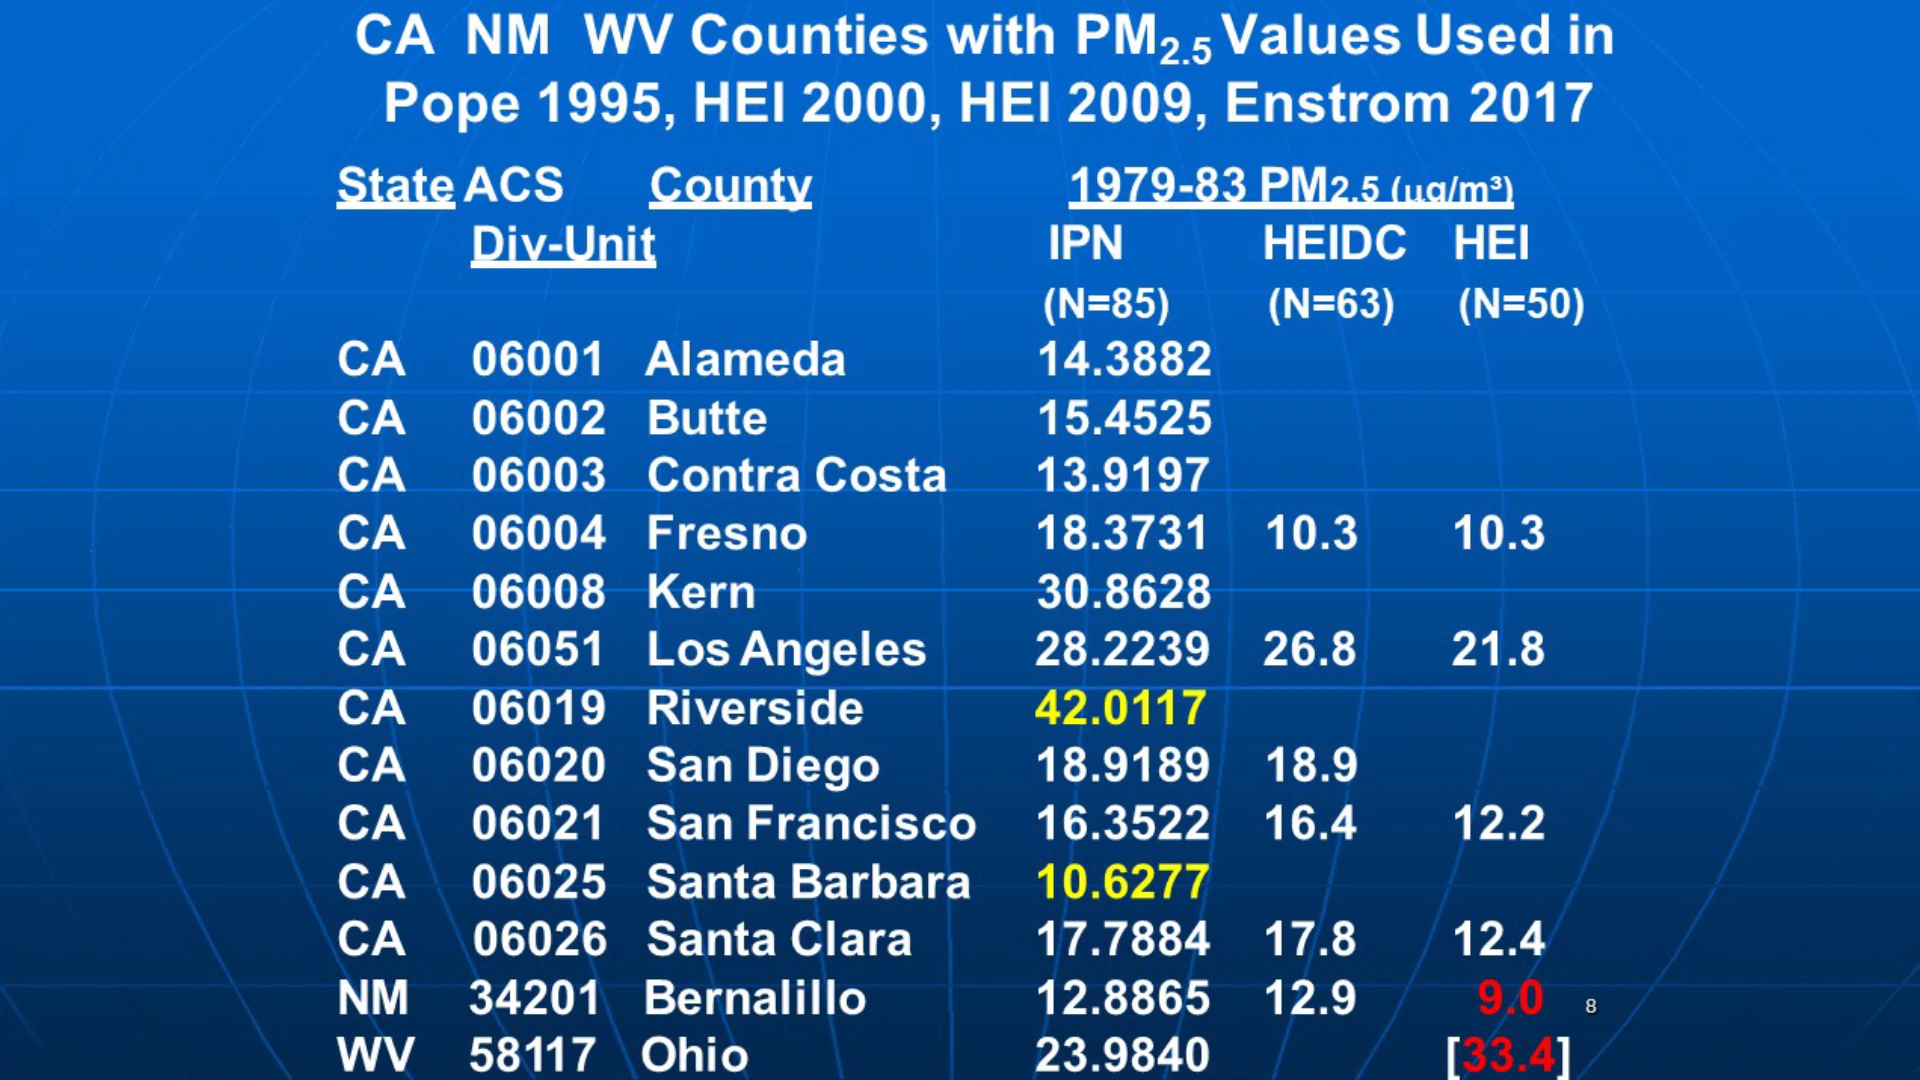 CA NM WV Counties with PM2.5 Values Used in
Pope 1995, HEI 2000, HEI 2009, Enstrom 2017
State ACS County 1979-83 PM2.5 (µg/m³)
Div-Unit IPN HEIDC HEI
(N=85) (N=63) (N=50)
CA 06001 Alameda 14.3882
CA 06002 Butte 15.4525
CA 06003 Contra Costa 13.9197
CA 06004 Fresno 18.3731 10.3 10.3
CA 06008 Kern 30.8628
CA 06051 Los Angeles 28.2239 26.8 21.8
CA 06019 Riverside 42.0117
CA 06020 San Diego 18.9189 18.9
CA 06021 San Francisco 16.3522 16.4 12.2
CA 06025 Santa Barbara 10.6277
CA 06026 Santa Clara 17.7884 17.8 12.4
NM 34201 Bernalillo 12.8865 12.9 9.0 8
WV 58117 Ohio 23.9840 [33.4]